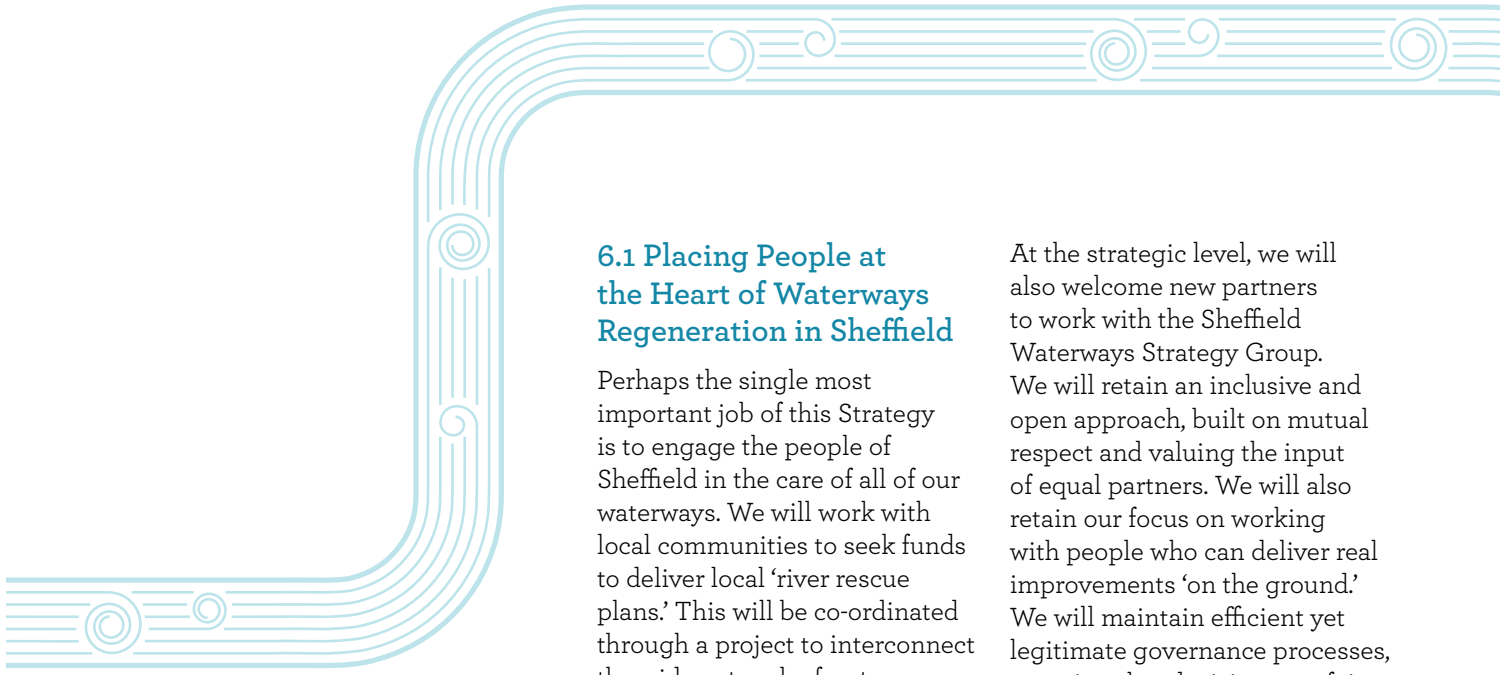 6.1 Placing People at
the Heart of Waterways
Regeneration in Sheffield
Perhaps the single most
important job of this Strategy
is to engage the people of
Sheffield in the care of all of our
waterways. We will work with
local communities to seek funds
to deliver local ‘river rescue
plans.’ This will be co-ordinated
through a project to interconnect
At the strategic level, we will
also welcome new partners
to work with the Sheffield
Waterways Strategy Group.
We will retain an inclusive and
open approach, built on mutual
respect and valuing the input
of equal partners. We will also
retain our focus on working
with people who can deliver real
improvements ‘on the ground.’
We will maintain efficient yet
legitimate governance processes,